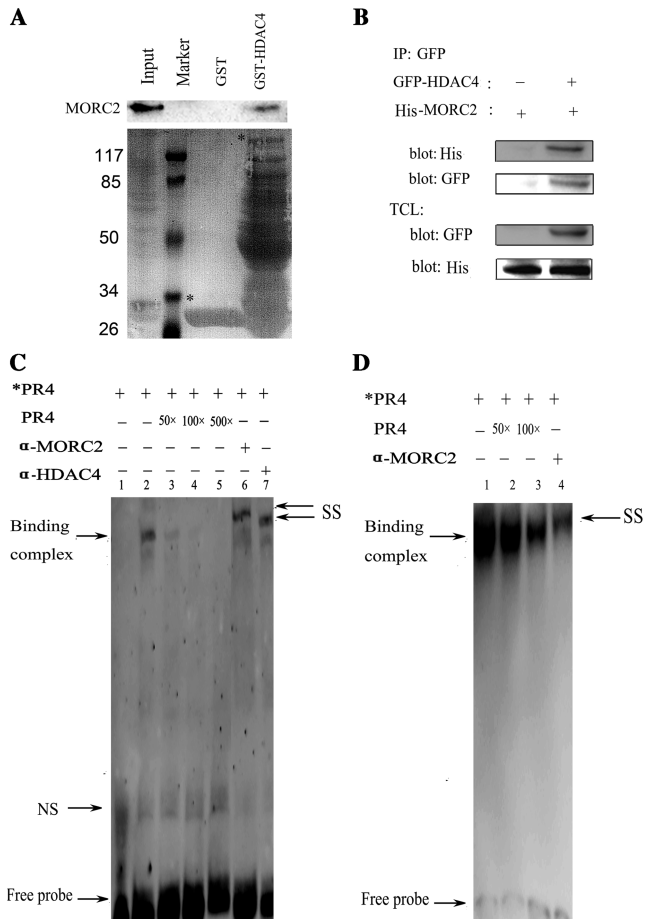 A
Input
Marker
GST
GST-HDAC4
MORC2
*
117
85
50
34
*
26
B
IP: GFP
GFP-HDAC4 : − +
His-MORC2 : + +
blot: His
blot: GFP
TCL:
blot: GFP
blot: His
C
*PR4 + + + + + + +
PR4 − − 50× 100× 500× − −
α-MORC2 − − − − − + −
α-HDAC4 − − − − − − +
1 2 3 4 5 6 7
SS
Binding
complex
NS
Free probe
D
*PR4 + + + +
PR4 − 50× 100× −
α-MORC2 − − − +
1 2 3 4
SS
Binding
complex
Free probe